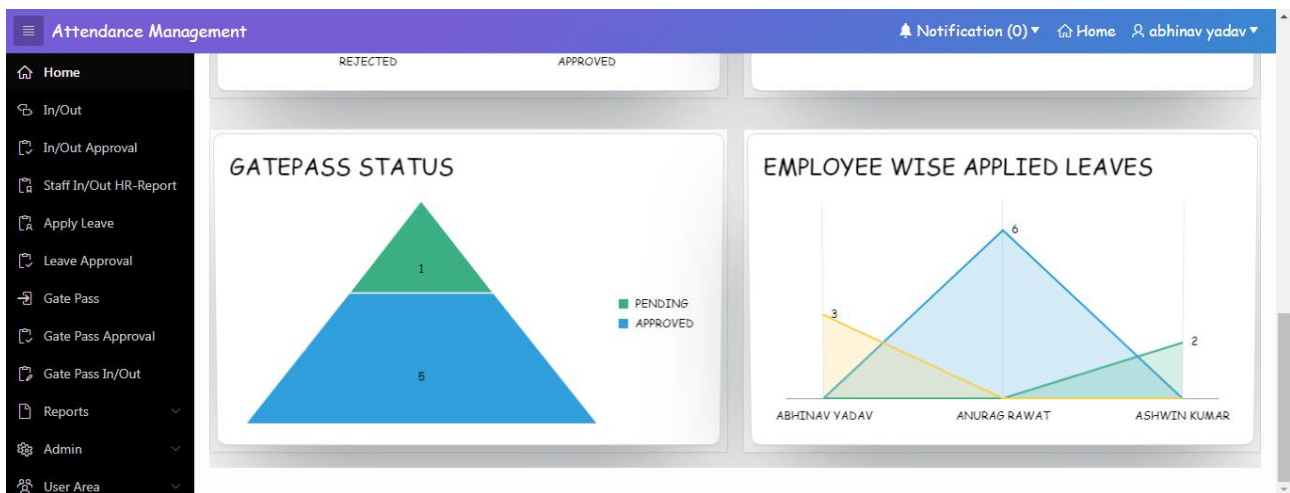 Attendance Management
Notification (0) Home abhinav yadav
Home
In/Out
In/Out Approval
Staff In/Out HR-Report
Apply Leave
Leave Approval
Gate Pass
Gate Pass Approval
Gate Pass In/Out
Reports
Admin
User Area
REJECTED APPROVED
GATEPASS STATUS
1
5
PENDING
APPROVED
EMPLOYEE WISE APPLIED LEAVES
6
3
2
ABHINAV YADAV ANURAG RAWAT ASHWIN KUMAR